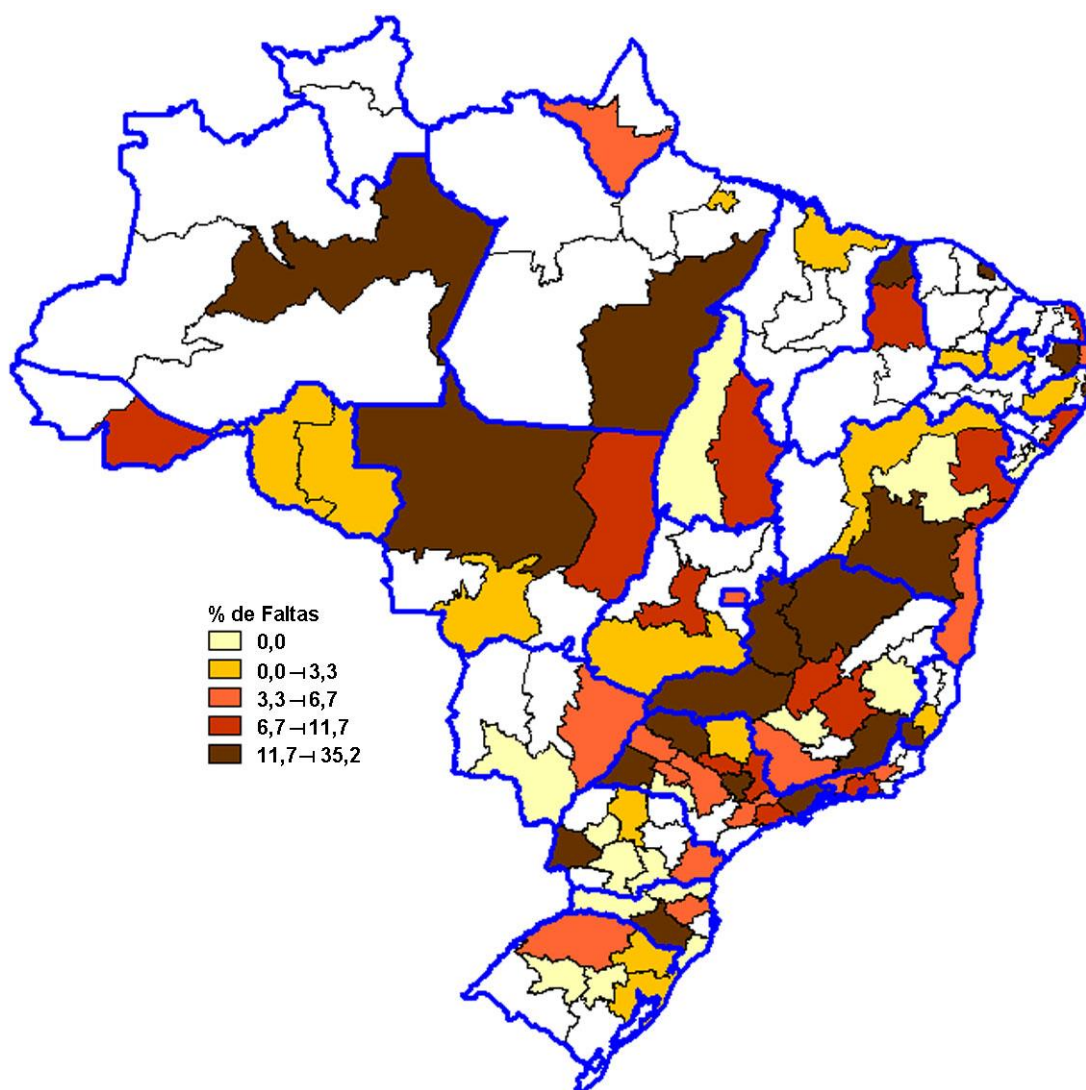 % de Faltas
0,0
0,0 ⊣ 3,3
3,3 ⊣ 6,7
6,7 ⊣ 11,7
11,7 ⊣ 35,2